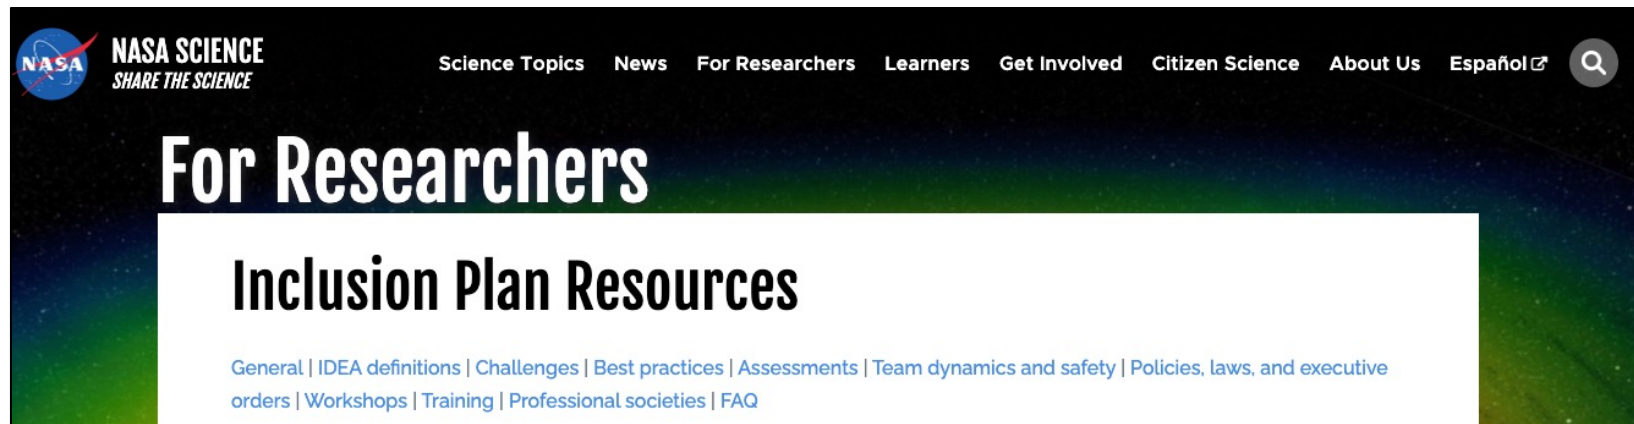 NASA
NASA SCIENCE
SHARE THE SCIENCE
Science Topics News For Researchers Learners Get Involved Citizen Science About Us Español
For Researchers
Inclusion Plan Resources
General | IDEA definitions | Challenges | Best practices | Assessments | Team dynamics and safety | Policies, laws, and executive
orders | Workshops | Training | Professional societies | FAQ